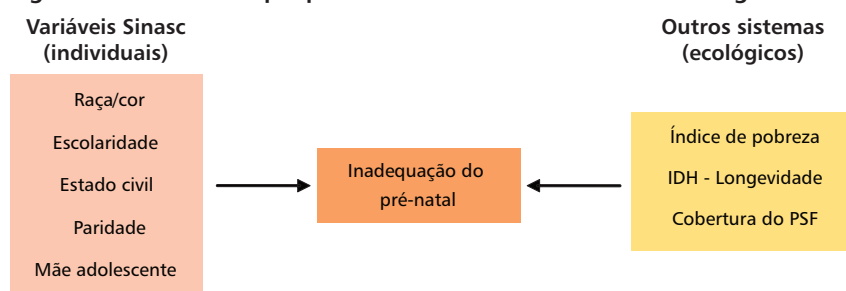 Variáveis Sinasc
(individuais)
Raça/cor
Escolaridade
Estado civil
Paridade
Mãe adolescente
Inadequação do
pré-natal
Outros sistemas
(ecológicos)
Índice de pobreza
IDH - Longevidade
Cobertura do PSF